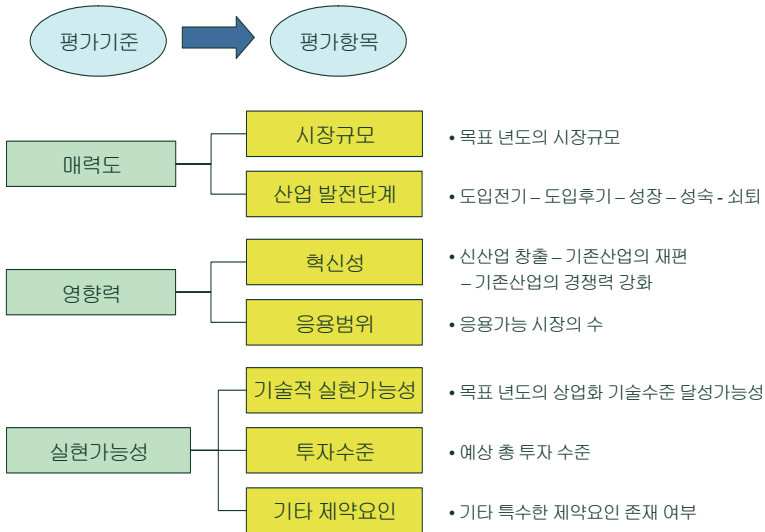 평가기준
평가항목
매력도
시장규모
• 목표 년도의 시장규모
산업 발전단계
• 도입전기 – 도입후기 – 성장 – 성숙 - 쇠퇴
영향력
혁신성
• 신산업 창출 – 기존산업의 재편
– 기존산업의 경쟁력 강화
응용범위
• 응용가능 시장의 수
실현가능성
기술적 실현가능성
• 목표 년도의 상업화 기술수준 달성가능성
투자수준
• 예상 총 투자 수준
기타 제약요인
• 기타 특수한 제약요인 존재 여부